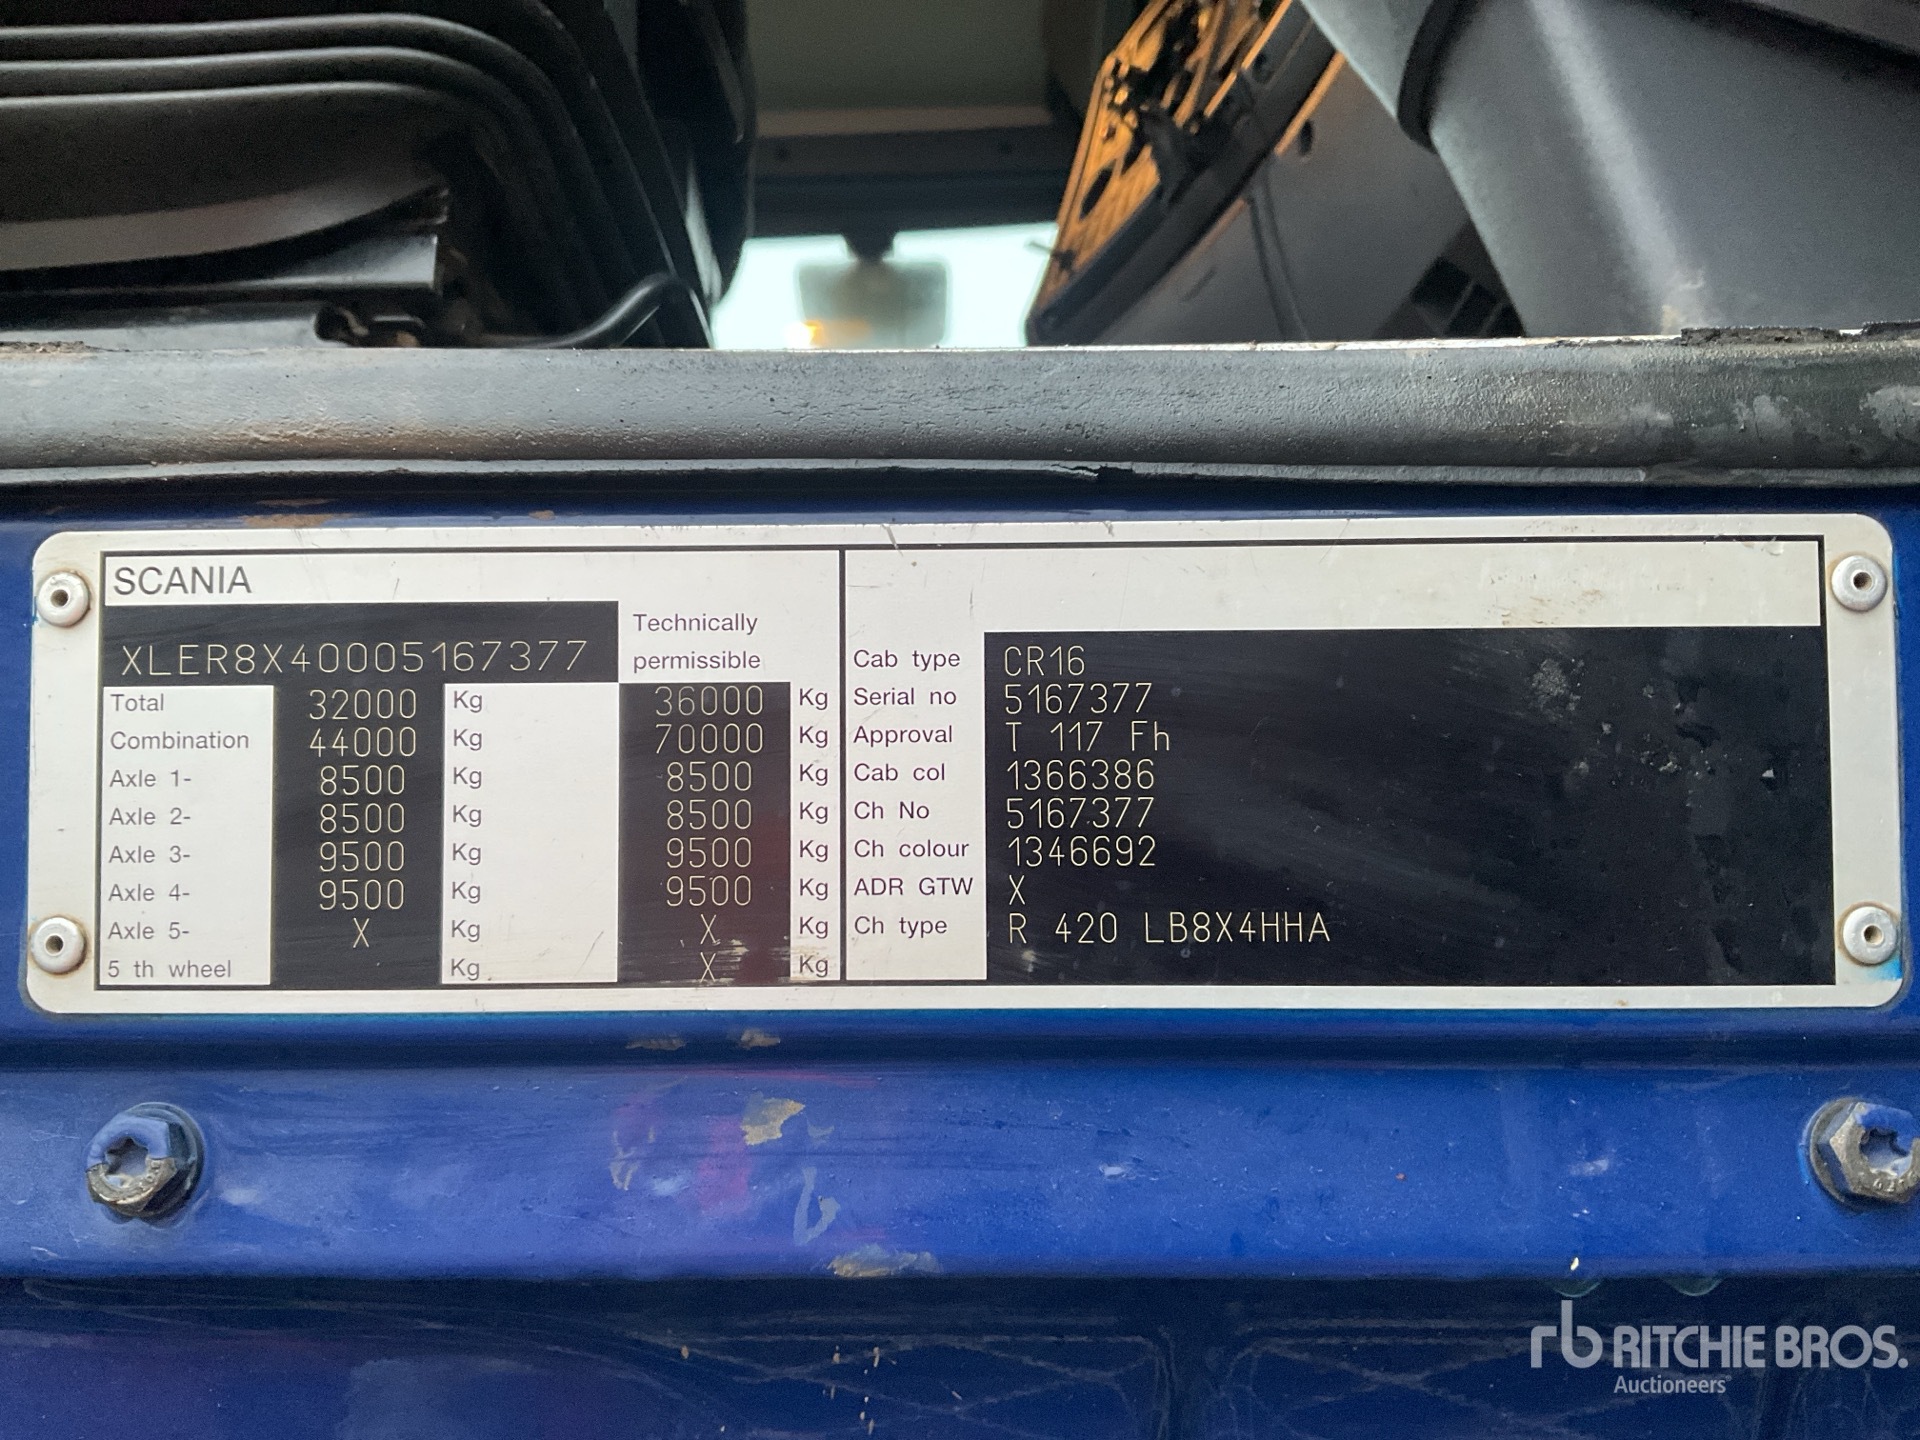 SCANIA
XLER8X40005167377 Technically permissible
Total 32000 Kg 36000 Kg
Combination 44000 Kg 70000 Kg
Axle 1- 8500 Kg 8500 Kg
Axle 2- 8500 Kg 8500 Kg
Axle 3- 9500 Kg 9500 Kg
Axle 4- 9500 Kg 9500 Kg
Axle 5- X Kg X Kg
5 th wheel Kg X Kg
Cab type CR16
Serial no 5167377
Approval T 117 Fh
Cab col 1366386
Ch No 5167377
Ch colour 1346692
ADR GTW X
Ch type R 420 LB8X4HHA
rb RITCHIE BROS.
Auctioneers